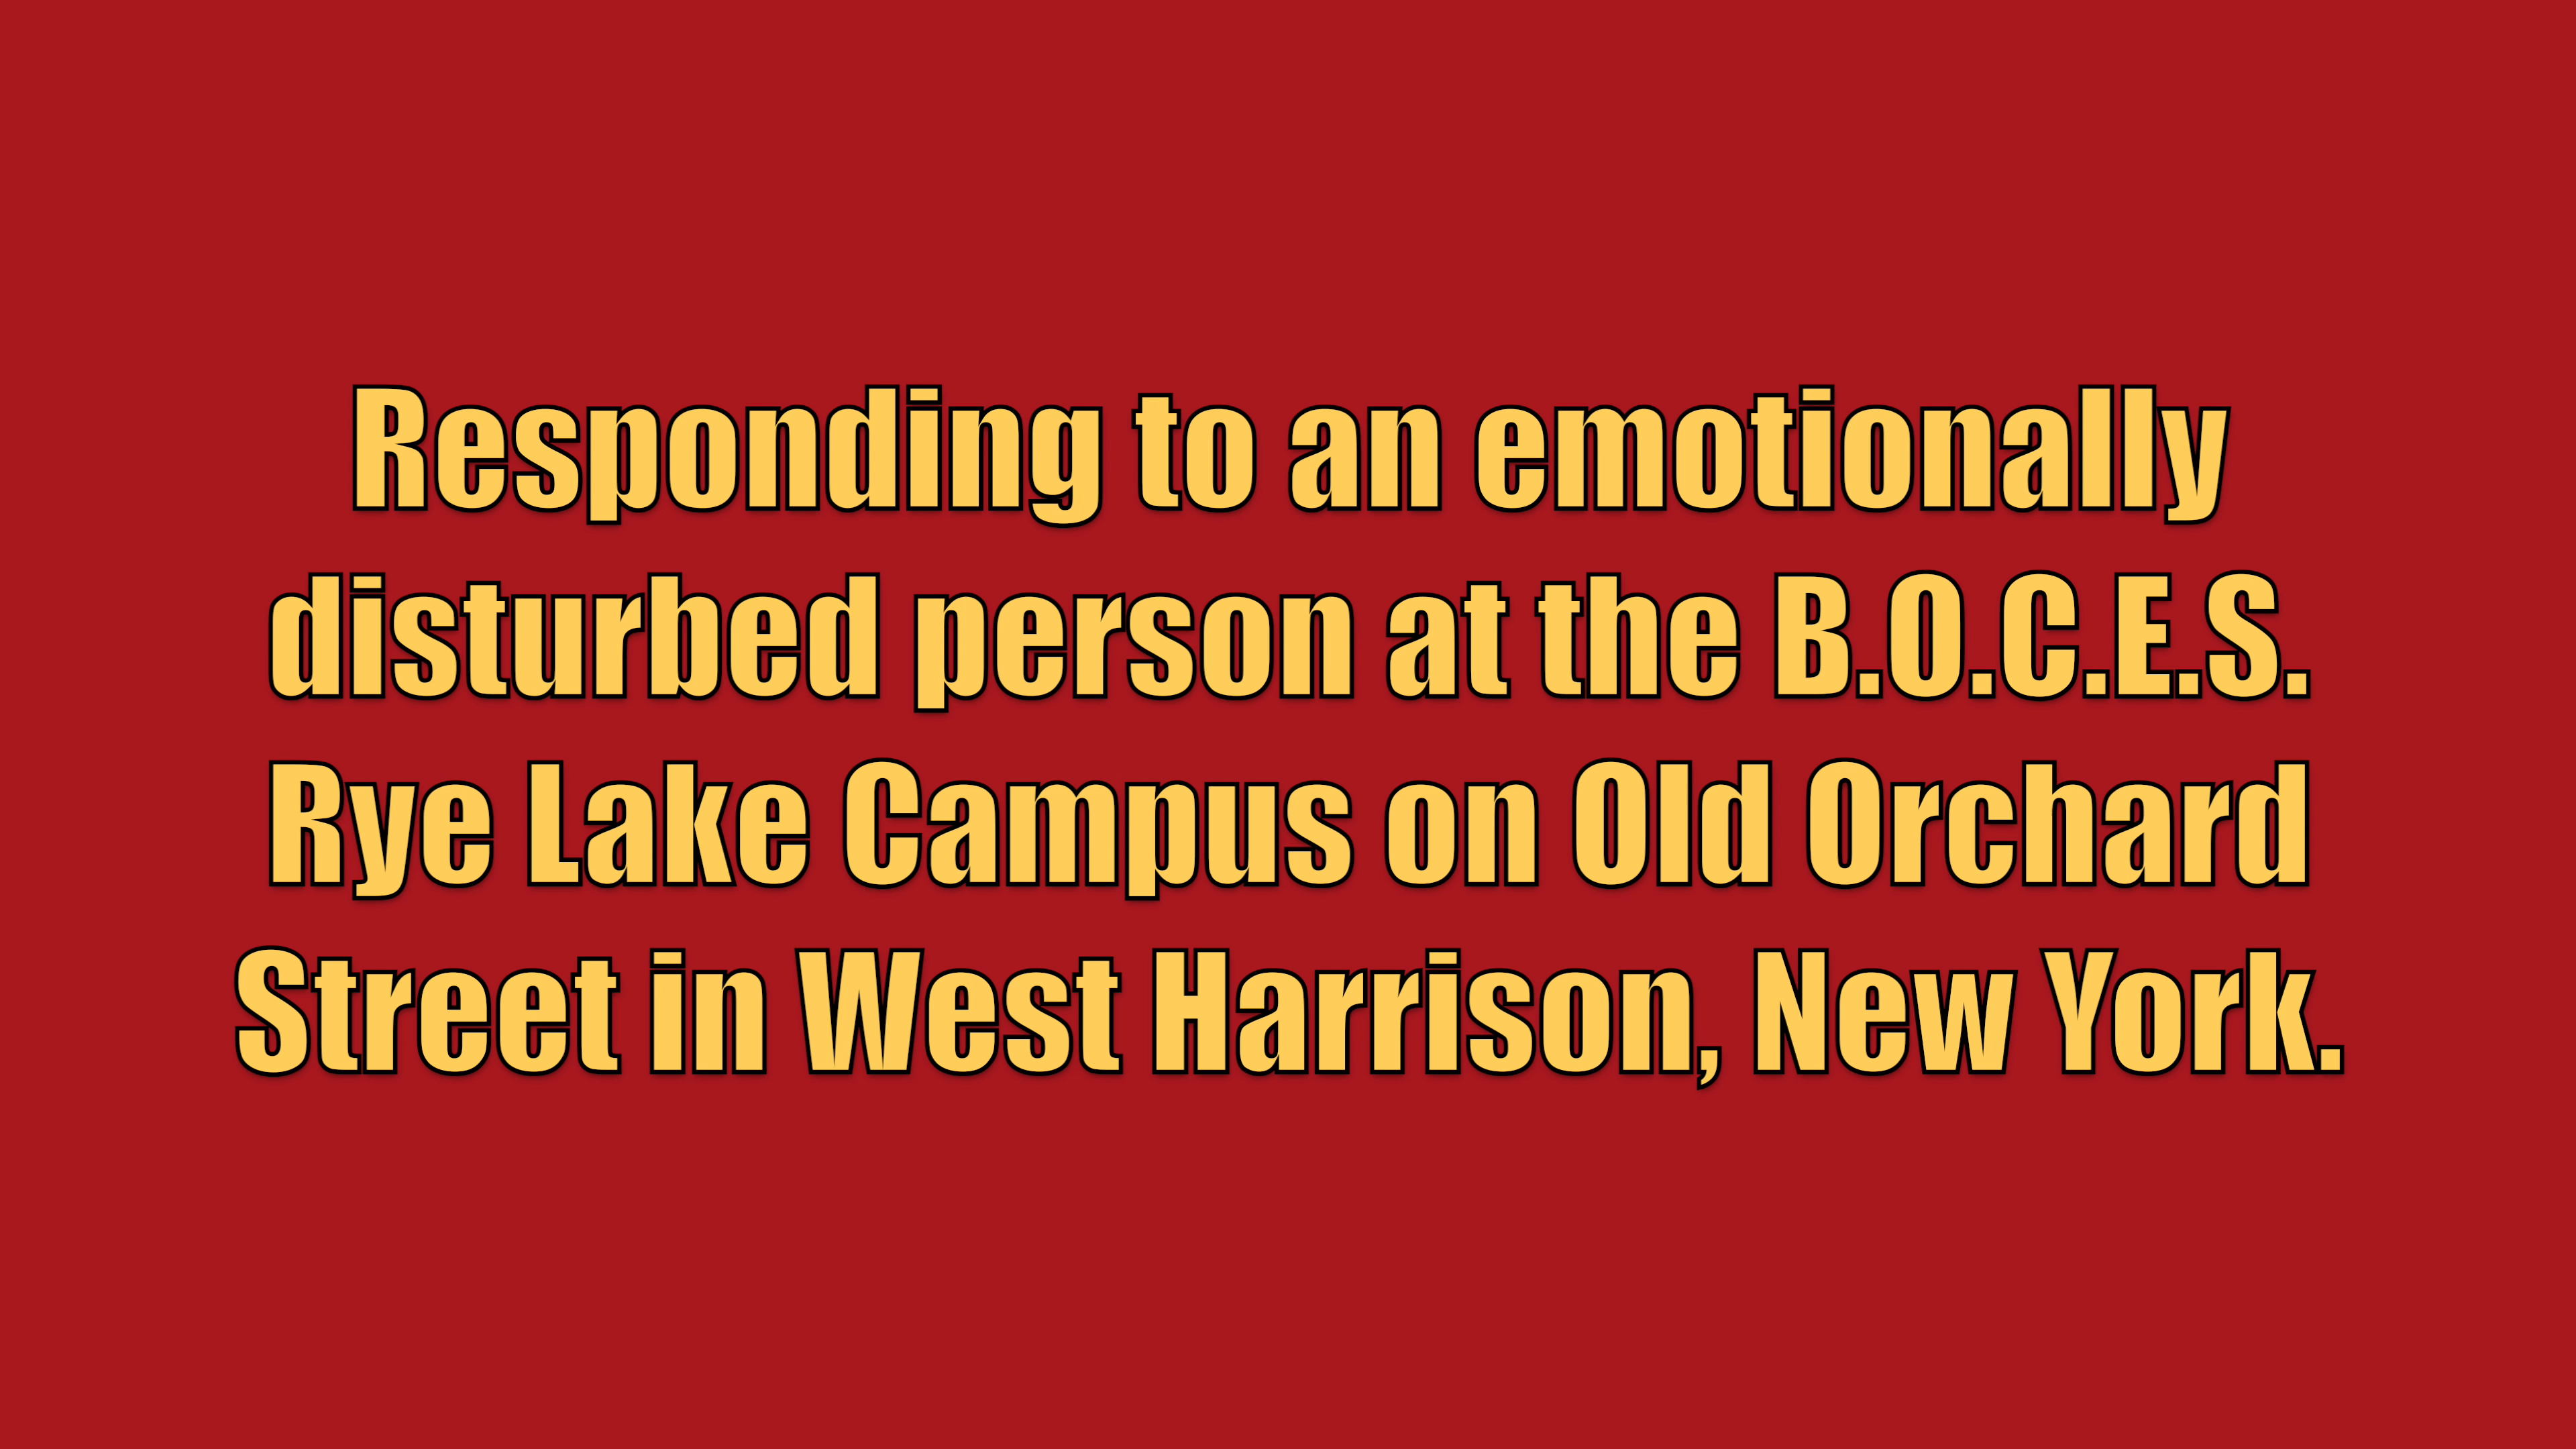 Responding to an emotionally
disturbed person at the B.O.C.E.S.
Rye Lake Campus on Old Orchard
Street in West Harrison, New York.